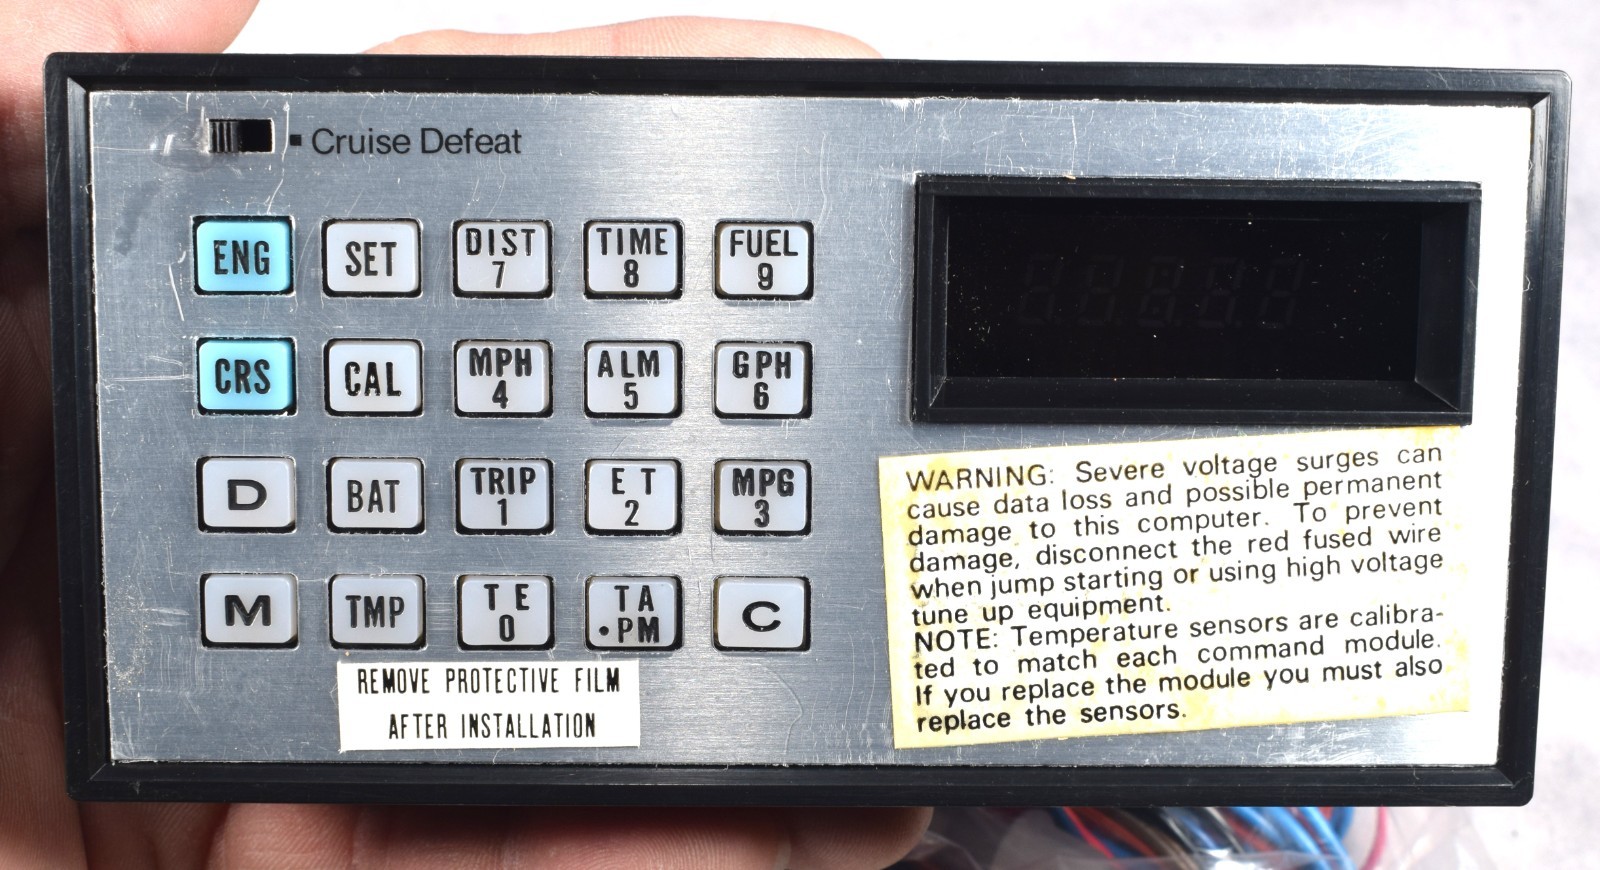 Cruise Defeat
ENG SET DIST 7 TIME 8 FUEL 9
CRS CAL MPH 4 ALM 5 GPH 6
D BAT TRIP 1 ET 2 MPG 3
M TMP TE 0 TA •PM C
REMOVE PROTECTIVE FILM
AFTER INSTALLATION
WARNING: Severe voltage surges can
cause data loss and possible permanent
damage to this computer. To prevent
damage, disconnect the red fused wire
when jump starting or using high voltage
tune up equipment.
NOTE: Temperature sensors are calibra-
ted to match each command module.
If you replace the module you must also
replace the sensors.